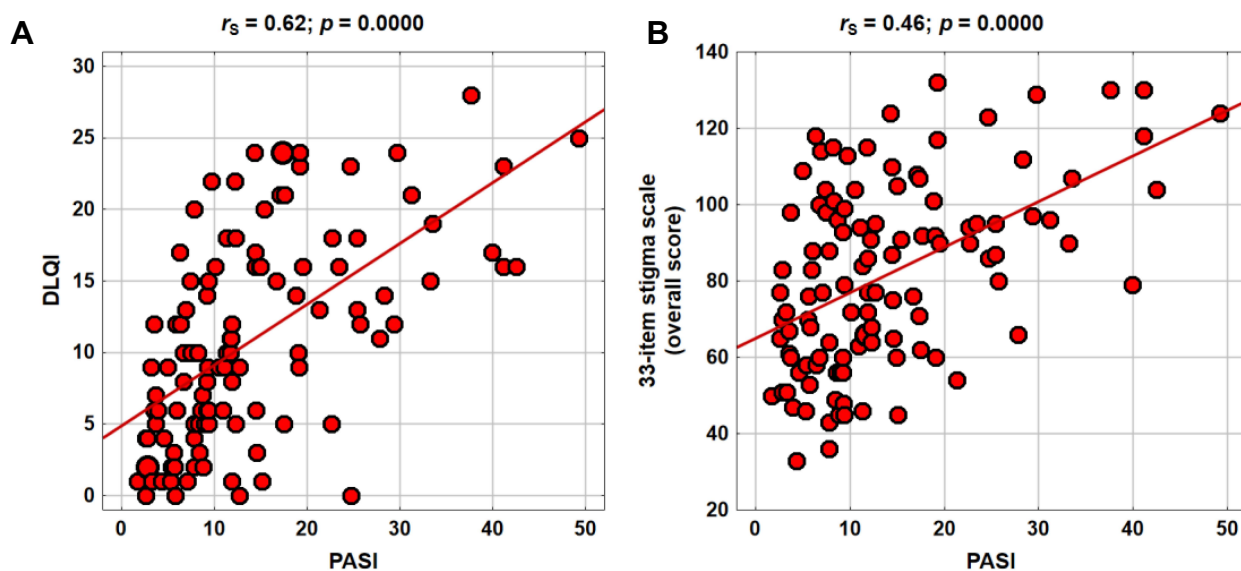 A
r_S = 0.62; p = 0.0000
30
25
20
15
10
5
0
DLQI
0 10 20 30 40 50
PASI
B
r_S = 0.46; p = 0.0000
140
120
100
80
60
40
20
33-item stigma scale
(overall score)
0 10 20 30 40 50
PASI